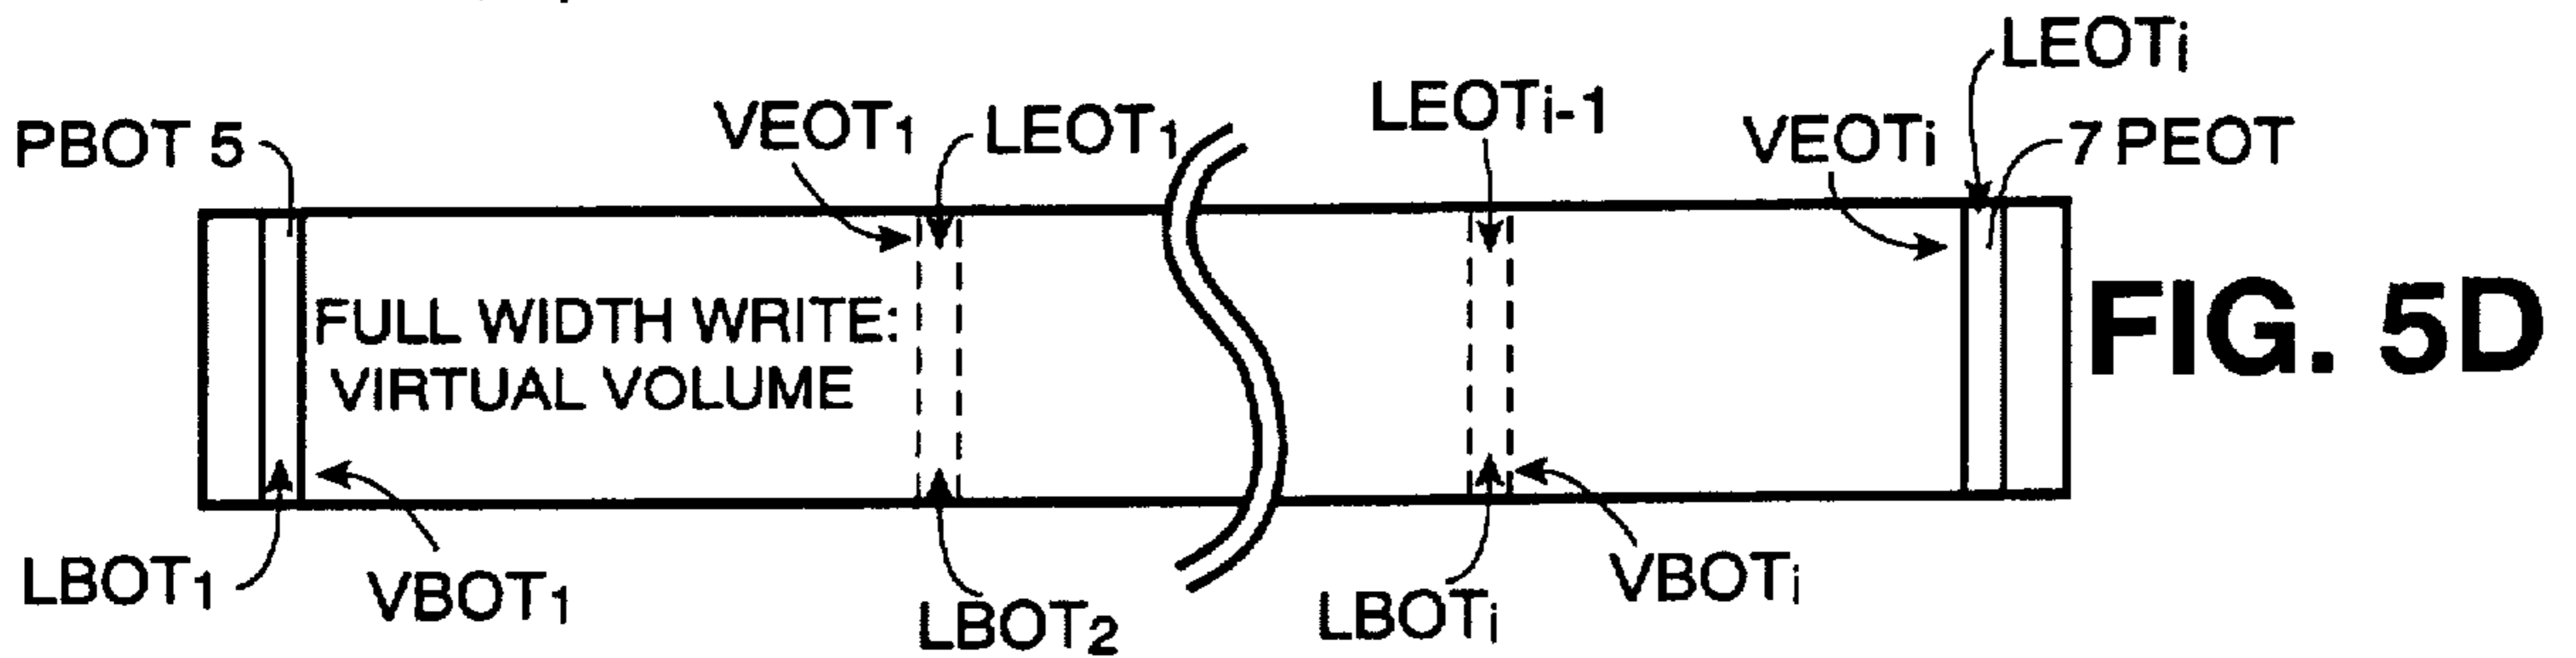 LEOTi
LEOTi-1
VEOT1
LEOT1
VEOTi
7 PEOT
PBOT 5
FULL WIDTH WRITE:
VIRTUAL VOLUME
FIG. 5D
LBOT1
VBOT1
LBOT2
LBOTi
VBOTi